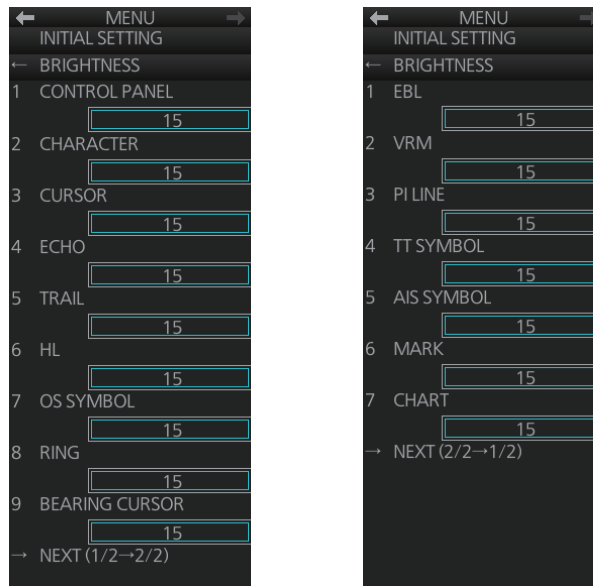 ← MENU →
INITIAL SETTING
← BRIGHTNESS
1 CONTROL PANEL
15
2 CHARACTER
15
3 CURSOR
15
4 ECHO
15
5 TRAIL
15
6 HL
15
7 OS SYMBOL
15
8 RING
15
9 BEARING CURSOR
15
→ NEXT (1/2→2/2)
← MENU →
INITIAL SETTING
← BRIGHTNESS
1 EBL
15
2 VRM
15
3 PI LINE
15
4 TT SYMBOL
15
5 AIS SYMBOL
15
6 MARK
15
7 CHART
15
→ NEXT (2/2→1/2)